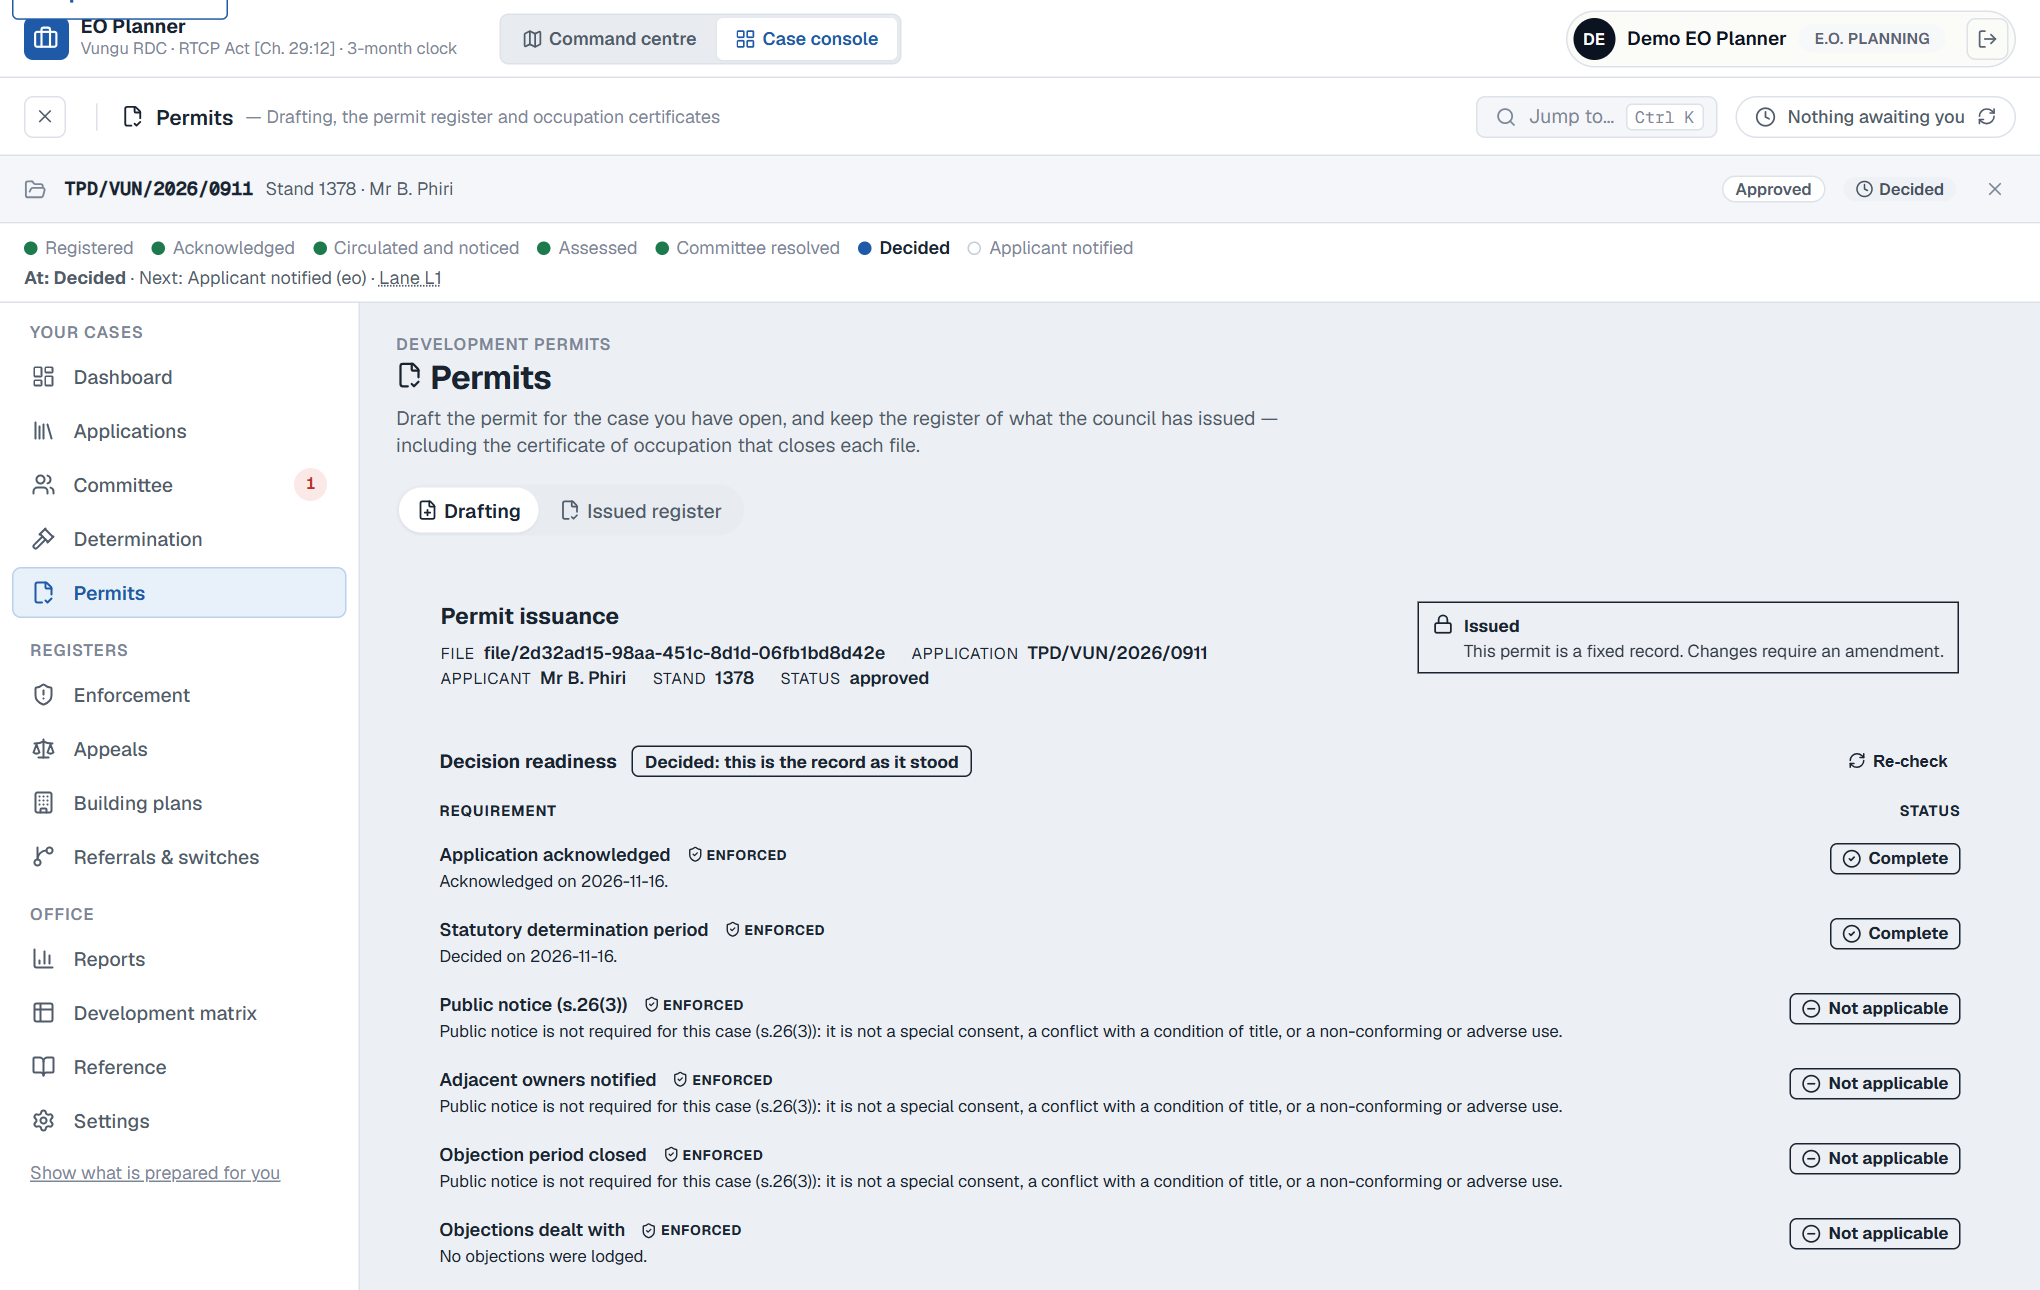 EO Planner
Vungu RDC · RTCP Act [Ch. 29:12] · 3-month clock
Command centre
Case console
DE
Demo EO Planner
E.O. PLANNING
Permits
— Drafting, the permit register and occupation certificates
Jump to...
Ctrl K
Nothing awaiting you
TPD/VUN/2026/0911 Stand 1378 · Mr B. Phiri
Approved
Decided
Registered
Acknowledged
Circulated and noticed
Assessed
Committee resolved
Decided
Applicant notified
At: Decided · Next: Applicant notified (eo) · Lane L1
YOUR CASES
Dashboard
Applications
Committee
1
Determination
Permits
REGISTERS
Enforcement
Appeals
Building plans
Referrals & switches
OFFICE
Reports
Development matrix
Reference
Settings
Show what is prepared for you
DEVELOPMENT PERMITS
Permits
Draft the permit for the case you have open, and keep the register of what the council has issued —
including the certificate of occupation that closes each file.
Drafting
Issued register
Permit issuance
FILE file/2d32ad15-98aa-451c-8d1d-06fb1bd8d42e APPLICATION TPD/VUN/2026/0911
APPLICANT Mr B. Phiri STAND 1378 STATUS approved
Issued
This permit is a fixed record. Changes require an amendment.
Decision readiness
Decided: this is the record as it stood
Re-check
REQUIREMENT
STATUS
Application acknowledged ENFORCED
Acknowledged on 2026-11-16.
Complete
Statutory determination period ENFORCED
Decided on 2026-11-16.
Complete
Public notice (s.26(3)) ENFORCED
Public notice is not required for this case (s.26(3)): it is not a special consent, a conflict with a condition of title, or a non-conforming or adverse use.
Not applicable
Adjacent owners notified ENFORCED
Public notice is not required for this case (s.26(3)): it is not a special consent, a conflict with a condition of title, or a non-conforming or adverse use.
Not applicable
Objection period closed ENFORCED
Public notice is not required for this case (s.26(3)): it is not a special consent, a conflict with a condition of title, or a non-conforming or adverse use.
Not applicable
Objections dealt with ENFORCED
No objections were lodged.
Not applicable